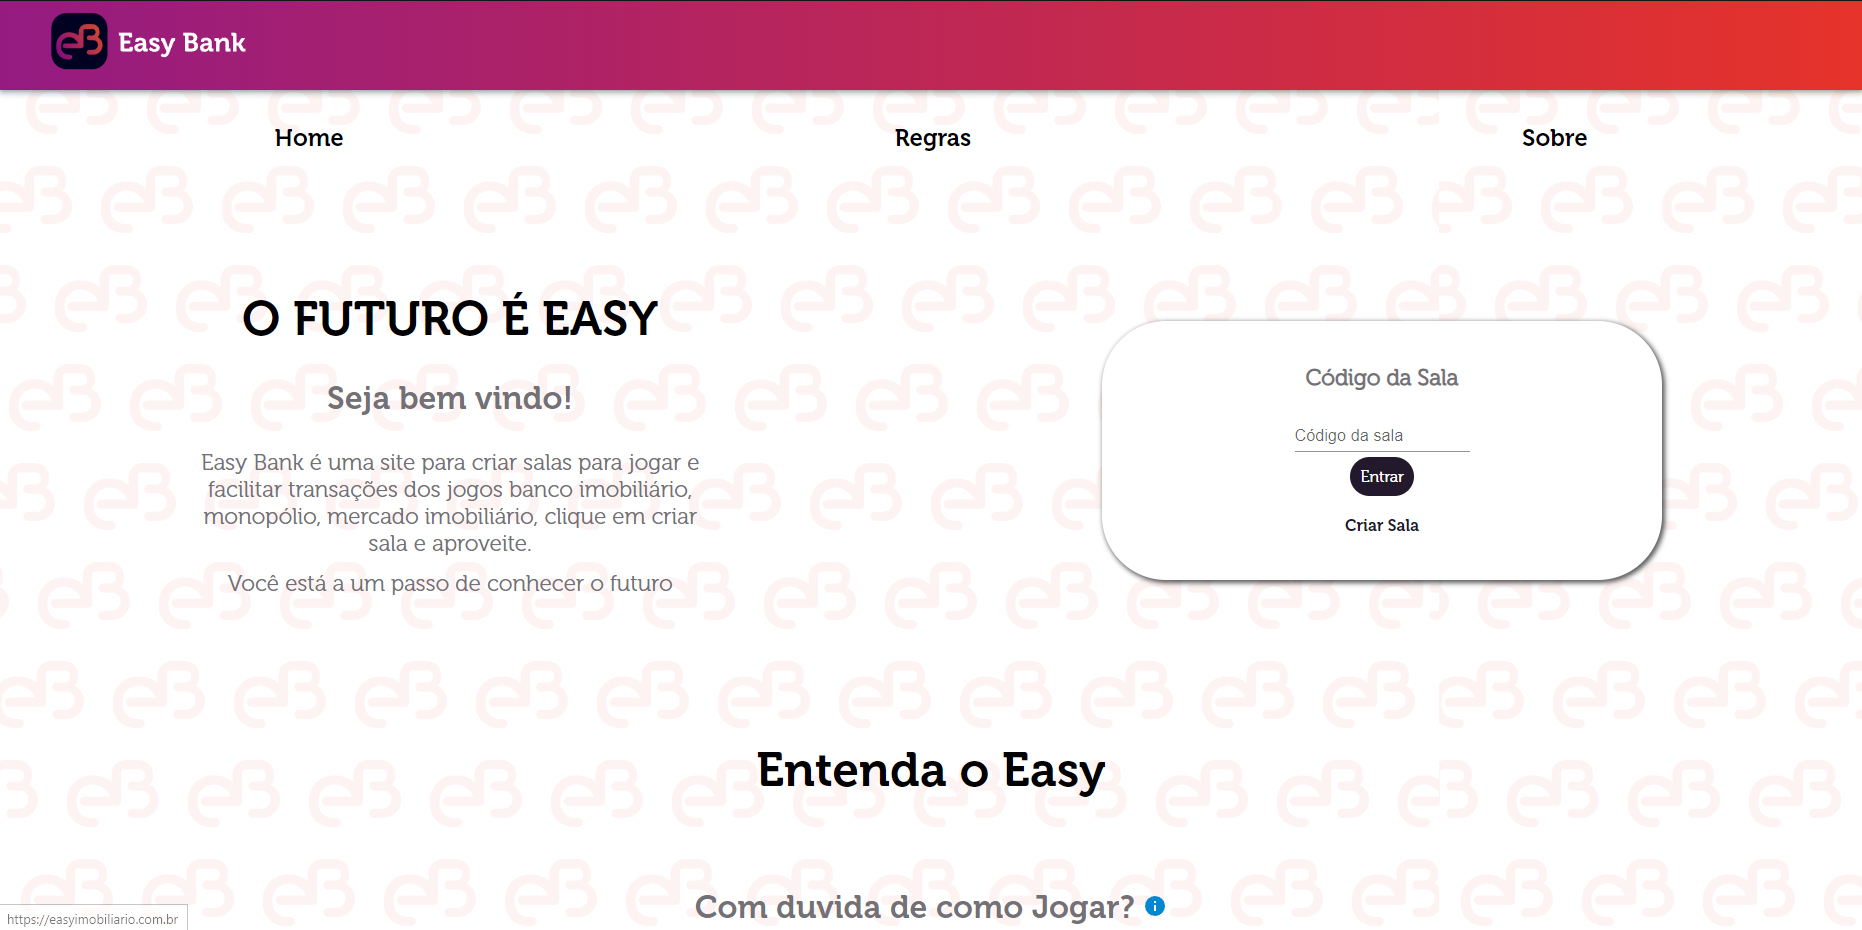 eB Easy Bank
Home Regras Sobre
O FUTURO É EASY
Seja bem vindo!
Easy Bank é uma site para criar salas para jogar e
facilitar transações dos jogos banco imobiliário,
monopólio, mercado imobiliário, clique em criar
sala e aproveite.
Você está a um passo de conhecer o futuro
Código da Sala
Código da sala
Entrar
Criar Sala
Entenda o Easy
Com duvida de como Jogar?
https://easyimobiliario.com.br